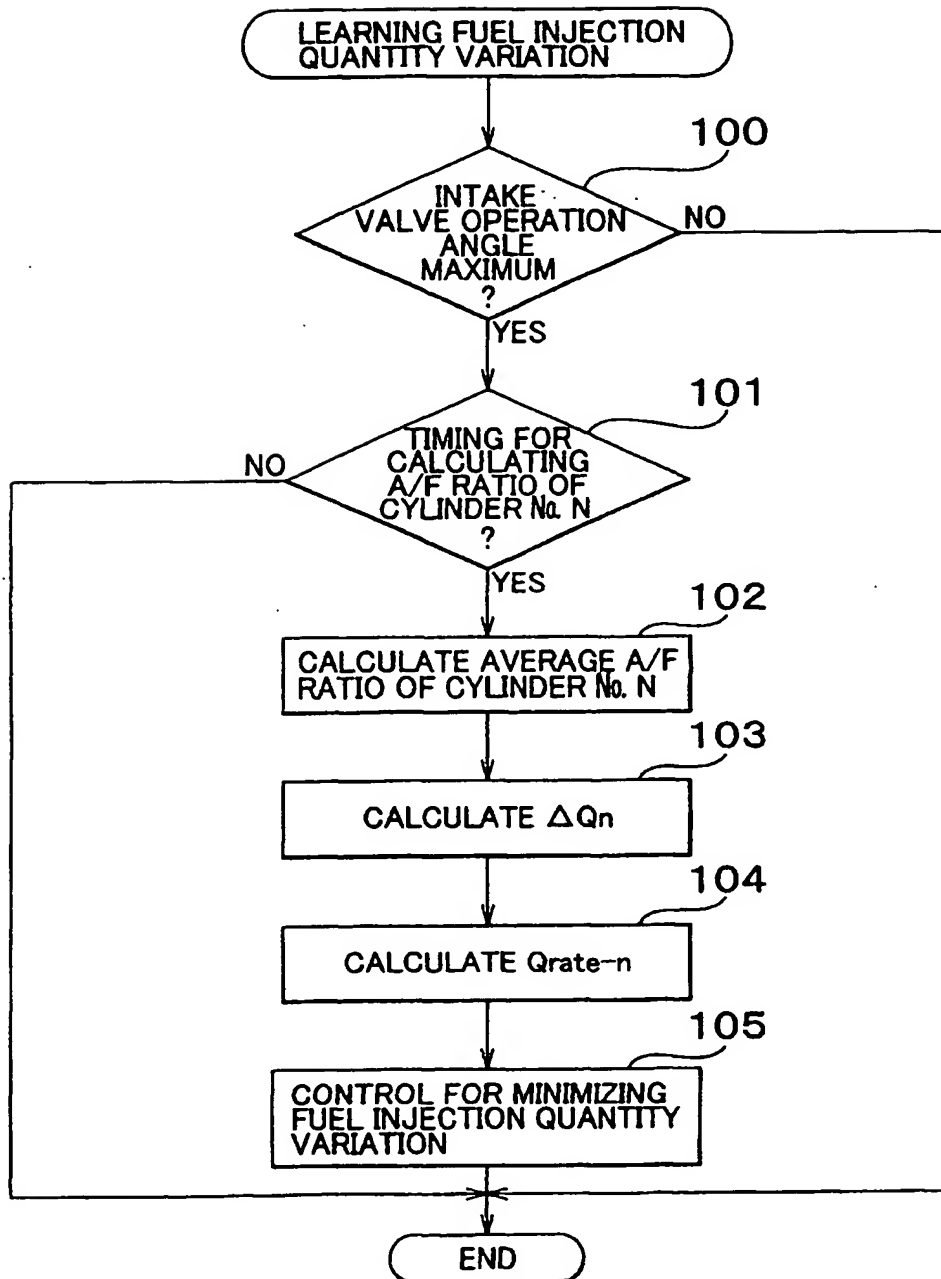 LEARNING FUEL INJECTION
QUANTITY VARIATION
100
INTAKE
VALVE OPERATION
ANGLE
MAXIMUM
?
NO
YES
101
TIMING FOR
CALCULATING
A/F RATIO OF
CYLINDER No. N
?
NO
YES
102
CALCULATE AVERAGE A/F
RATIO OF CYLINDER No. N
103
CALCULATE △Qn
104
CALCULATE Qrate-n
105
CONTROL FOR MINIMIZING
FUEL INJECTION QUANTITY
VARIATION
END